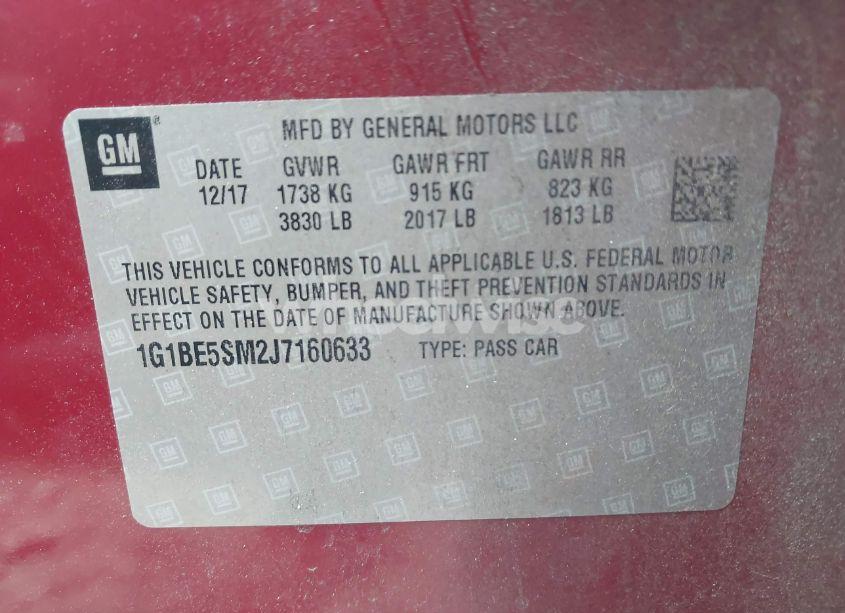 GM
MFD BY GENERAL MOTORS LLC
DATE GVWR GAWR FRT GAWR RR
12/17 1738 KG 915 KG 823 KG
3830 LB 2017 LB 1813 LB
THIS VEHICLE CONFORMS TO ALL APPLICABLE U.S. FEDERAL MOTOR
VEHICLE SAFETY, BUMPER, AND THEFT PREVENTION STANDARDS IN
EFFECT ON THE DATE OF MANUFACTURE SHOWN ABOVE.
1G1BE5SM2J7160633 TYPE: PASS CAR